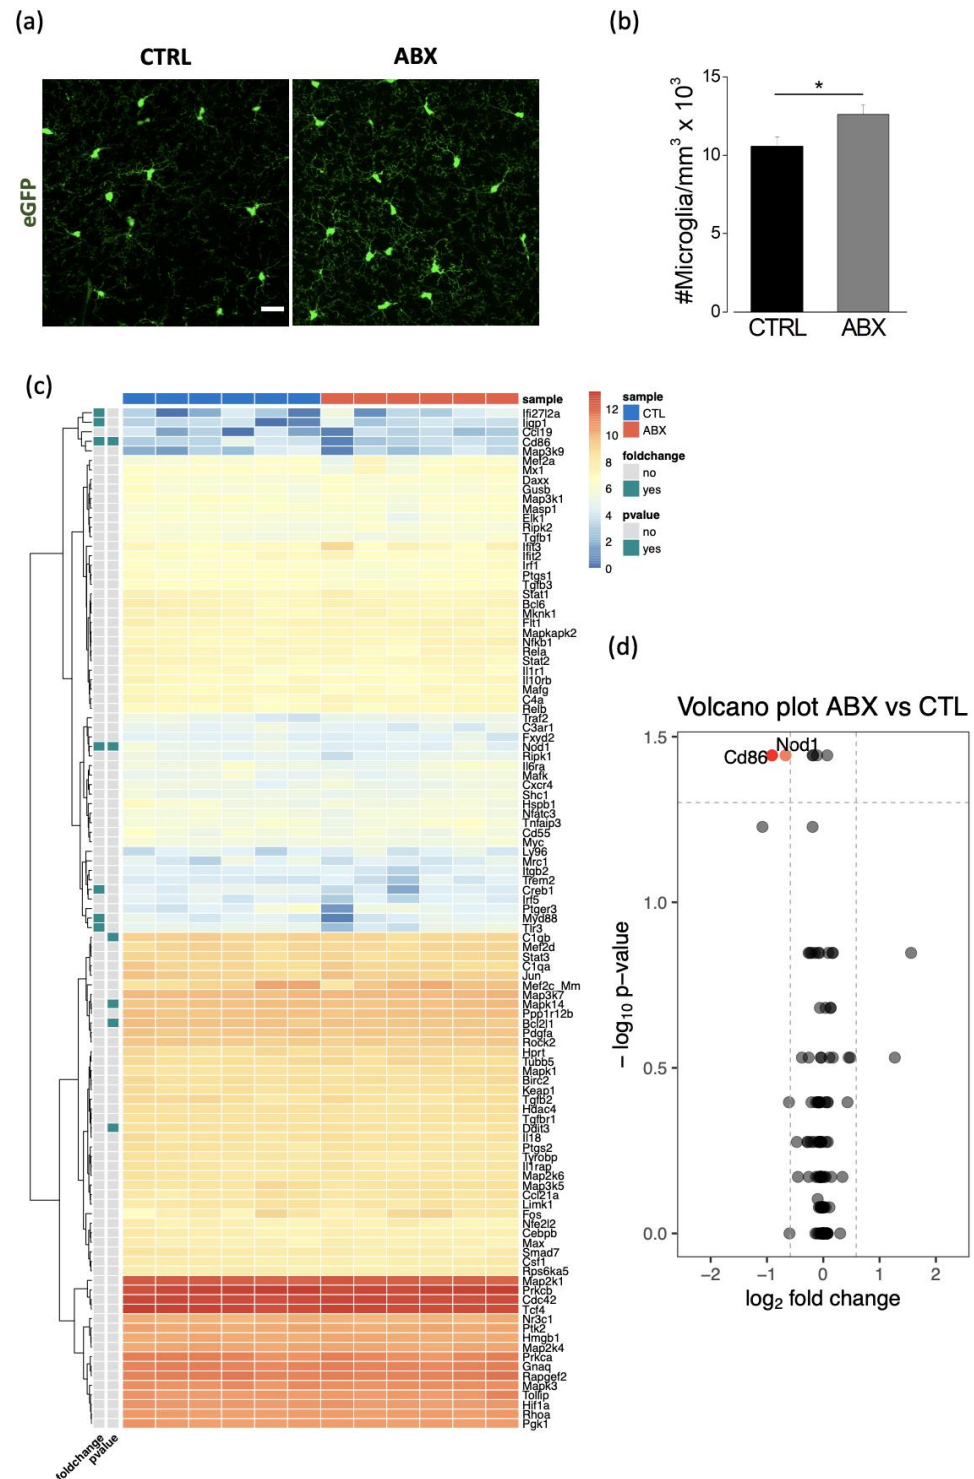 (a)
CTRL
ABX
eGFP
(b)
#Microglia/mm³ x 10³
15
10
5
0
*
CTRL
ABX
(c)
sample
Ifi27l2a
Iigp1
Ccl19
Cd86
Map3k9
Mef2a
Mx1
Daxx
Gusb
Map3k1
Masp1
Elk1
Ripk2
Tgfb1
Ifit3
Ifit2
Irf1
Ptgs1
Tgfb3
Stat1
Bcl6
Mknk1
Flt1
Mapkapk2
Nfkb1
Rela
Stat2
Il1r1
Il10rb
Mafg
C4a
Relb
Traf2
C3ar1
Fxyd2
Nod1
Ripk1
Il6ra
Mafk
Cxcr4
Shc1
Hspb1
Nfatc3
Tnfaip3
Cd55
Myc
Ly96
Mrc1
Itgb2
Trem2
Creb1
Irf5
Ptger3
Myd88
Tlr3
C1qb
Mef2d
Stat3
C1qa
Jun
Mef2c_Mm
Map3k7
Mapk14
Ppp1r12b
Bcl2l1
Pdgfa
Rock2
Hprt
Tubb5
Mapk1
Birc2
Keap1
Tgfb2
Hdac4
Tgfbr1
Ddit3
Il18
Ptgs2
Tyrobp
Il1rap
Map2k6
Map3k5
Ccl21a
Limk1
Fos
Nfe2l2
Cebpb
Max
Smad7
Csf1
Rps6ka5
Map2k1
Prkcb
Cdc42
Tcf4
Nr3c1
Ptk2
Hmgb1
Map2k4
Prkca
Gnaq
Rapgef2
Mapk3
Tollip
Hif1a
Rhoa
Pgk1
foldchange
pvalue
12
10
8
6
4
2
0
sample
CTL
ABX
foldchange
no
yes
pvalue
no
yes
(d)
Volcano plot ABX vs CTL
− log₁₀ p−value
1.5
1.0
0.5
0.0
Nod1
Cd86
−2
−1
0
1
2
log₂ fold change